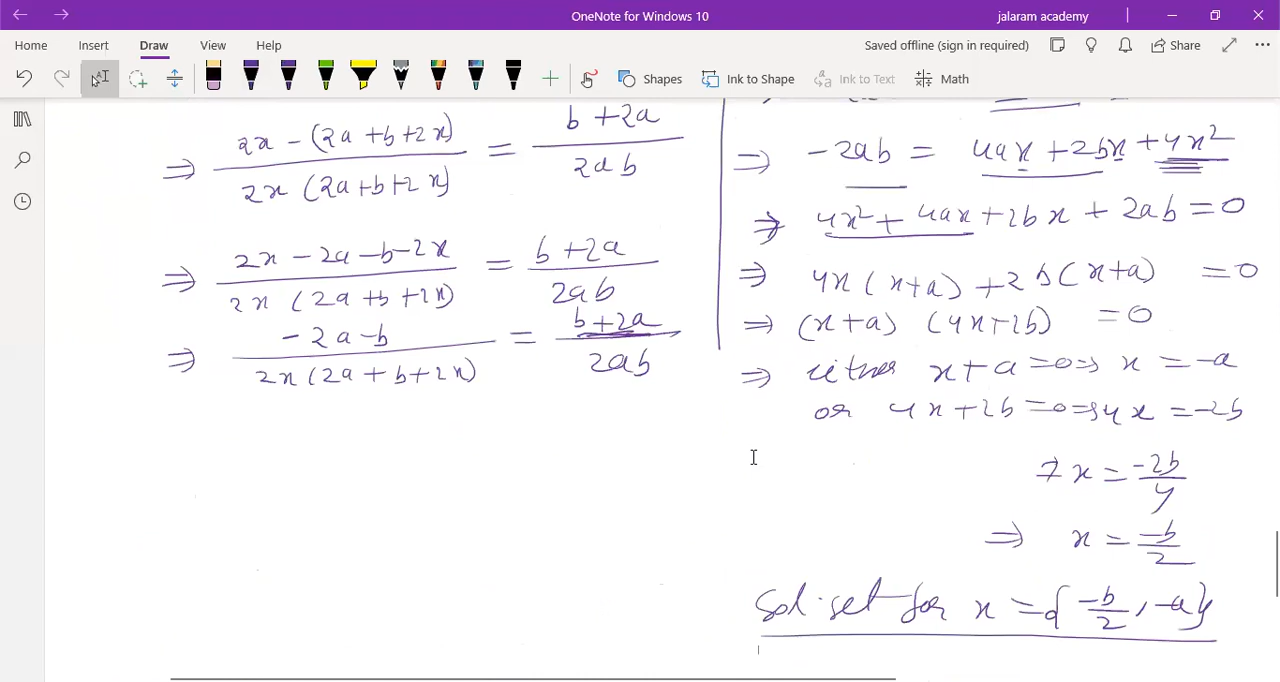 OneNote for Windows 10
jalaram academy
Home Insert Draw View Help
Saved offline (sign in required)
Share
Shapes
Ink to Shape
Ink to Text
Math
⇒ 2x - (2a + b + 2x) / 2x (2a + b + 2x) = b + 2a / 2ab
⇒ 2x - 2a - b - 2x / 2x (2a + b + 2x) = b + 2a / 2ab
⇒ -2a - b / 2x (2a + b + 2x) = b + 2a / 2ab
⇒ -2ab = 4ax + 2bx + 4x²
⇒ 4x² + 4ax + 2bx + 2ab = 0
⇒ 4x (x+a) + 2b (x+a) = 0
⇒ (x+a) (4x+2b) = 0
⇒ either x + a = 0 ⇒ x = -a
or 4x + 2b = 0 ⇒ 4x = -2b
⇒ x = -2b / 4
⇒ x = -b / 2
Sol. set for x = { -b/2 , -a }